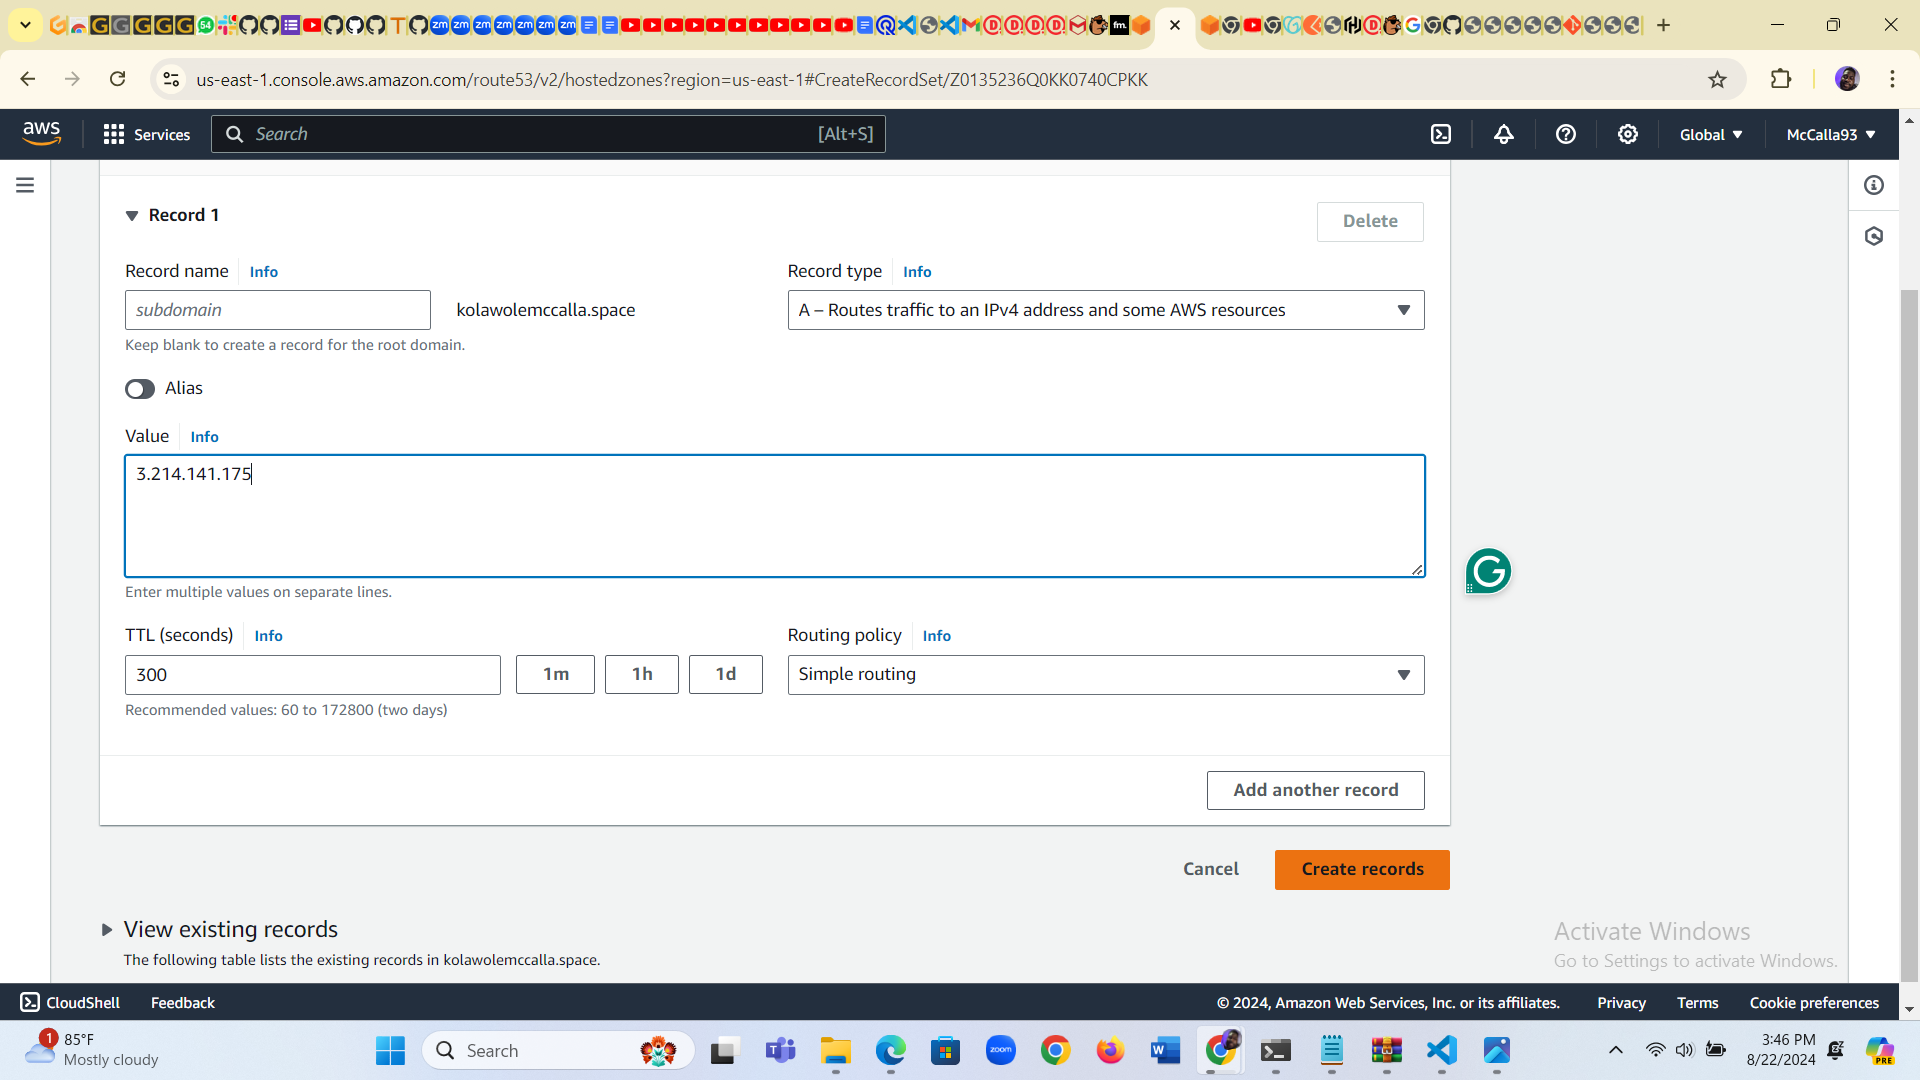 us-east-1.console.aws.amazon.com/route53/v2/hostedzones?region=us-east-1#CreateRecordSet/Z0135236Q0KK0740CPKK
aws
Services
Search
[Alt+S]
Global
McCalla93
Record 1
Delete
Record name
Info
Record type
Info
subdomain
kolawolemccalla.space
A – Routes traffic to an IPv4 address and some AWS resources
Keep blank to create a record for the root domain.
Alias
Value
Info
3.214.141.175
Enter multiple values on separate lines.
TTL (seconds)
Info
Routing policy
Info
300
1m
1h
1d
Simple routing
Recommended values: 60 to 172800 (two days)
Add another record
Cancel
Create records
View existing records
The following table lists the existing records in kolawolemccalla.space.
Activate Windows
Go to Settings to activate Windows.
CloudShell
Feedback
© 2024, Amazon Web Services, Inc. or its affiliates.
Privacy
Terms
Cookie preferences
1
85°F
Mostly cloudy
Search
zoom
3:46 PM
8/22/2024
PRE